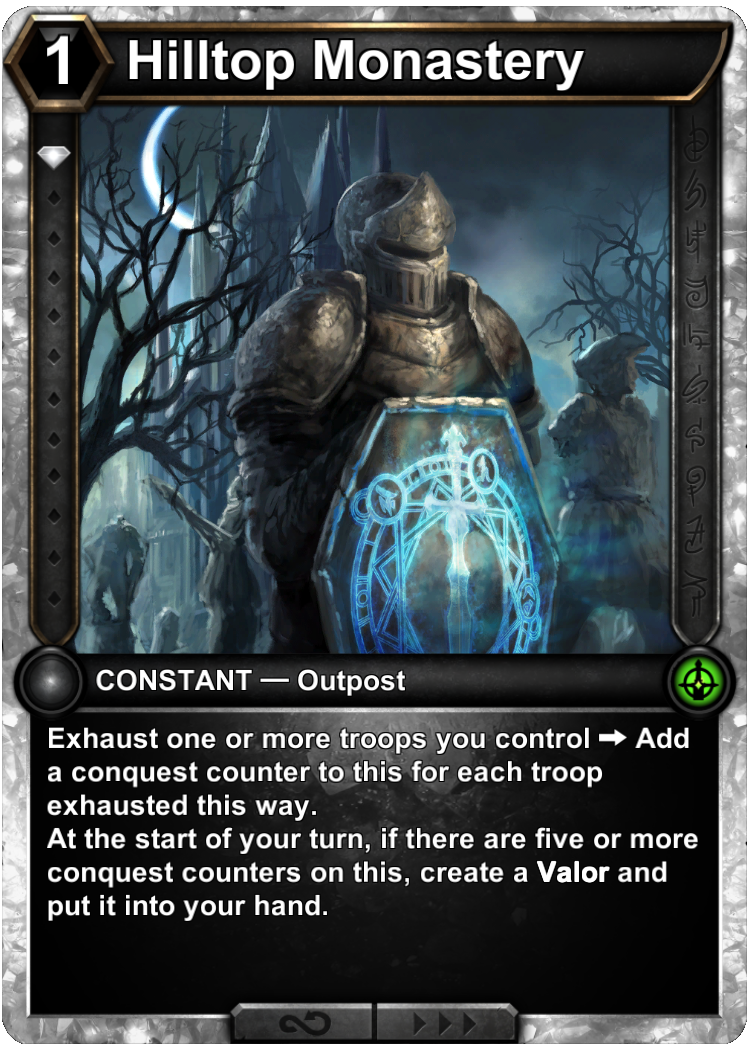 1
Hilltop Monastery
CONSTANT — Outpost
Exhaust one or more troops you control ➞ Add
a conquest counter to this for each troop
exhausted this way.
At the start of your turn, if there are five or more
conquest counters on this, create a Valor and
put it into your hand.